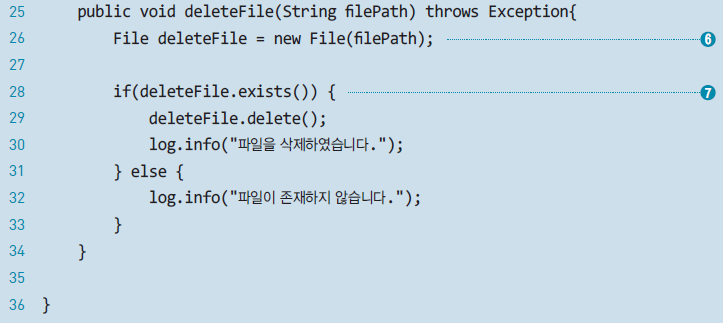 25 public void deleteFile(String filePath) throws Exception{
26 File deleteFile = new File(filePath); ❻
27
28 if(deleteFile.exists()) { ❼
29 deleteFile.delete();
30 log.info("파일을 삭제하였습니다.");
31 } else {
32 log.info("파일이 존재하지 않습니다.");
33 }
34 }
35
36 }